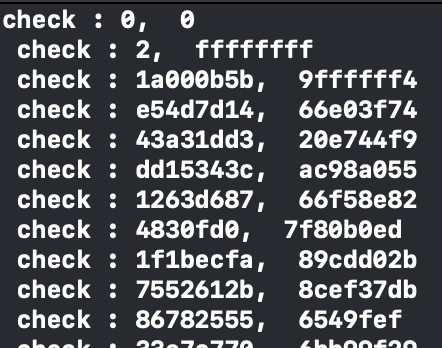 check : 0,  0
check : 2,  ffffffff
check : 1a000b5b,  9ffffff4
check : e54d7d14,  66e03f74
check : 43a31dd3,  20e744f9
check : dd15343c,  ac98a055
check : 1263d687,  66f58e82
check : 4830fd0,  7f80b0ed
check : 1f1becfa,  89cdd02b
check : 7552612b,  8cef37db
check : 86782555,  6549fef